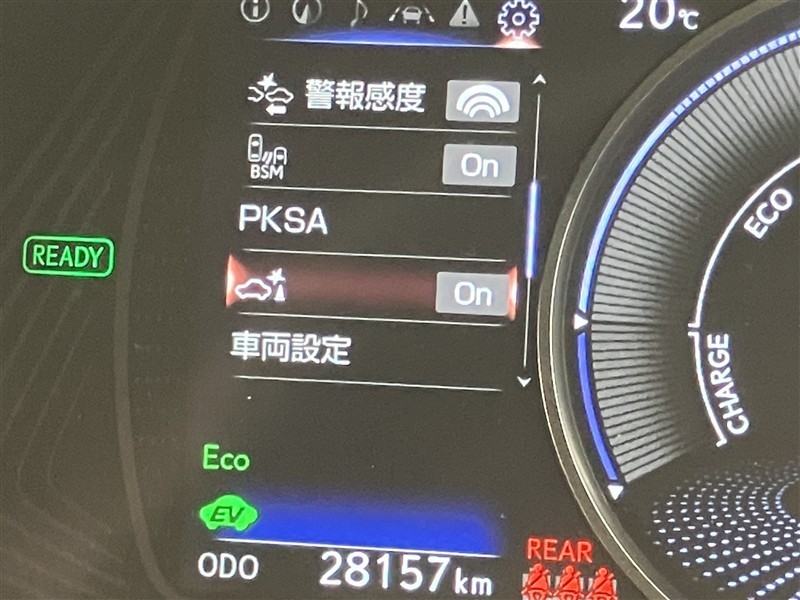 20℃
警報感度
BSM
On
PKSA
On
車両設定
READY
ECO
CHARGE
Eco
EV
ODO 28157km
REAR